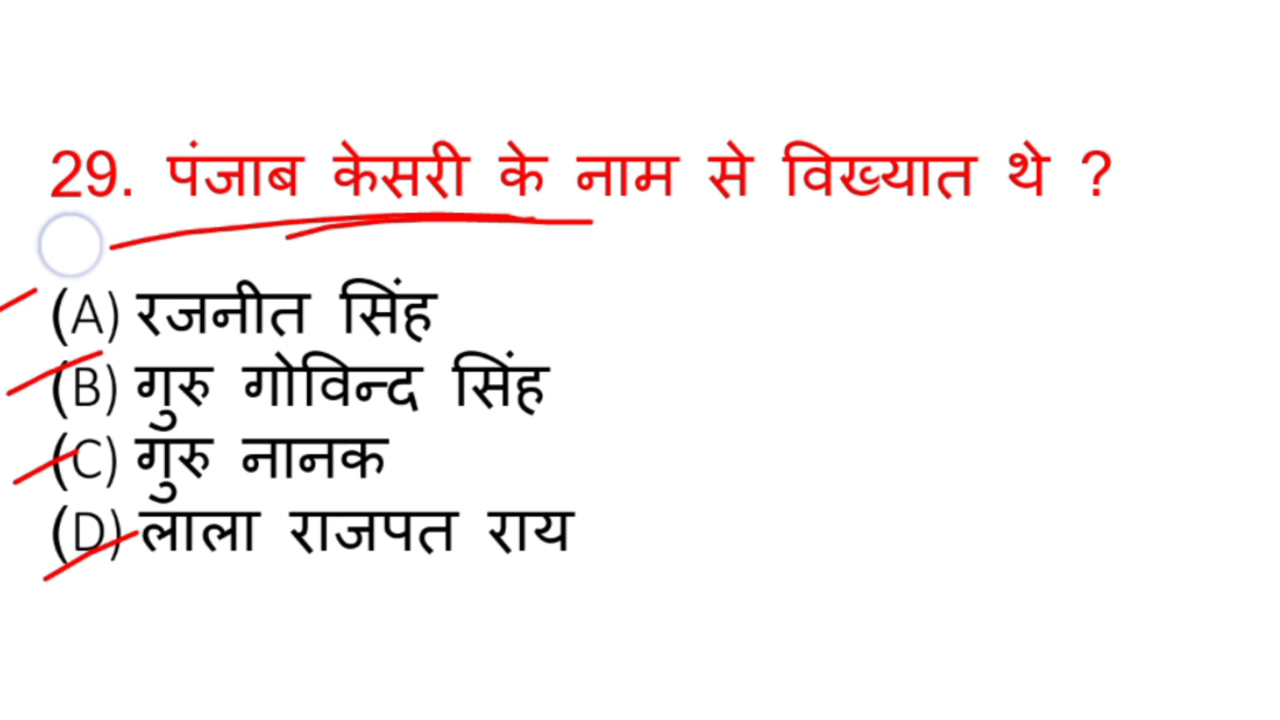 29. पंजाब केसरी के नाम से विख्यात थे ?
(A) रजनीत सिंह
(B) गुरु गोविन्द सिंह
(C) गुरु नानक
(D) लाला राजपत राय